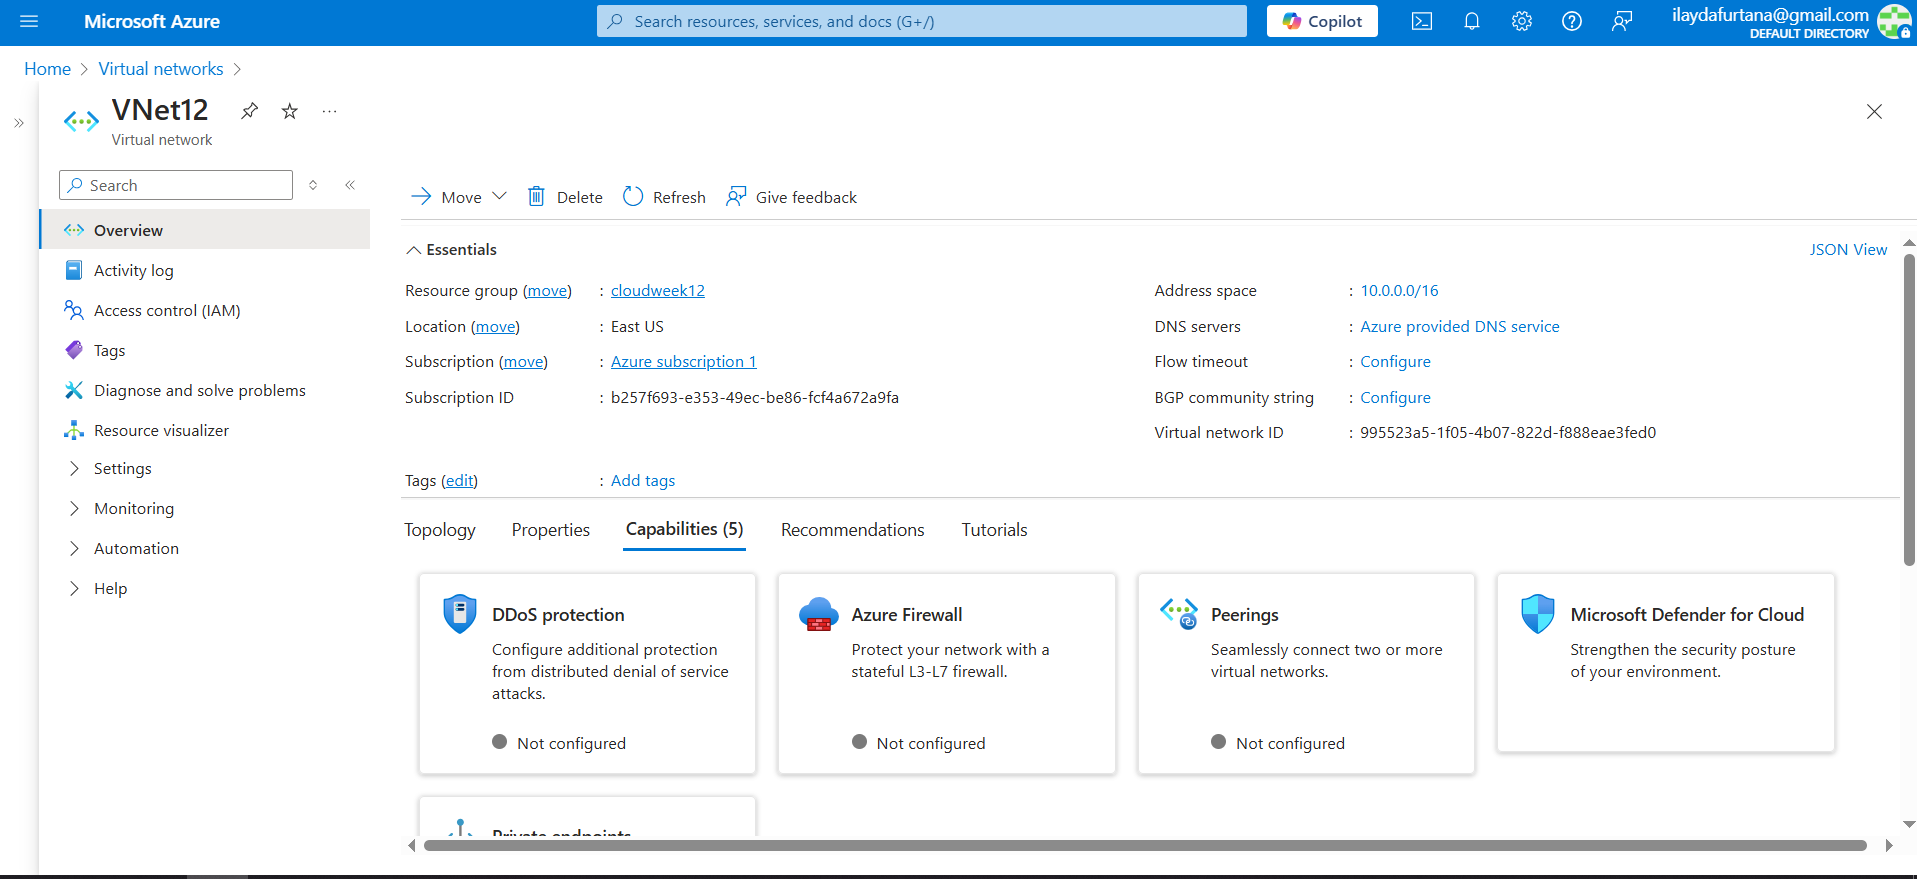 Microsoft Azure
Search resources, services, and docs (G+/)
Copilot
ilaydafurtana@gmail.com
DEFAULT DIRECTORY
Home > Virtual networks >
VNet12
Virtual network
Search
Overview
Activity log
Access control (IAM)
Tags
Diagnose and solve problems
Resource visualizer
Settings
Monitoring
Automation
Help
Move
Delete
Refresh
Give feedback
Essentials
JSON View
Resource group (move) : cloudweek12
Location (move) : East US
Subscription (move) : Azure subscription 1
Subscription ID : b257f693-e353-49ec-be86-fcf4a672a9fa
Address space : 10.0.0.0/16
DNS servers : Azure provided DNS service
Flow timeout : Configure
BGP community string : Configure
Virtual network ID : 995523a5-1f05-4b07-822d-f888eae3fed0
Tags (edit) : Add tags
Topology
Properties
Capabilities (5)
Recommendations
Tutorials
DDoS protection
Configure additional protection
from distributed denial of service
attacks.
Not configured
Azure Firewall
Protect your network with a
stateful L3-L7 firewall.
Not configured
Peerings
Seamlessly connect two or more
virtual networks.
Not configured
Microsoft Defender for Cloud
Strengthen the security posture
of your environment.
Private endpoints